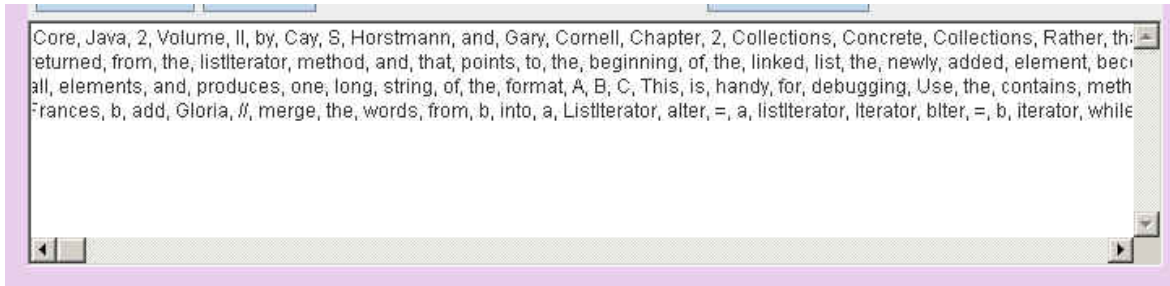 Core, Java, 2, Volume, II, by, Cay, S, Horstmann, and, Gary, Cornell, Chapter, 2, Collections, Concrete, Collections, Rather, tha
returned, from, the, listIterator, method, and, that, points, to, the, beginning, of, the, linked, list, the, newly, added, element, bec
all, elements, and, produces, one, long, string, of, the, format, A, B, C, This, is, handy, for, debugging, Use, the, contains, meth
Frances, b, add, Gloria, //, merge, the, words, from, b, into, a, ListIterator, aIter, =, a, listIterator, Iterator, bIter, =, b, iterator, while